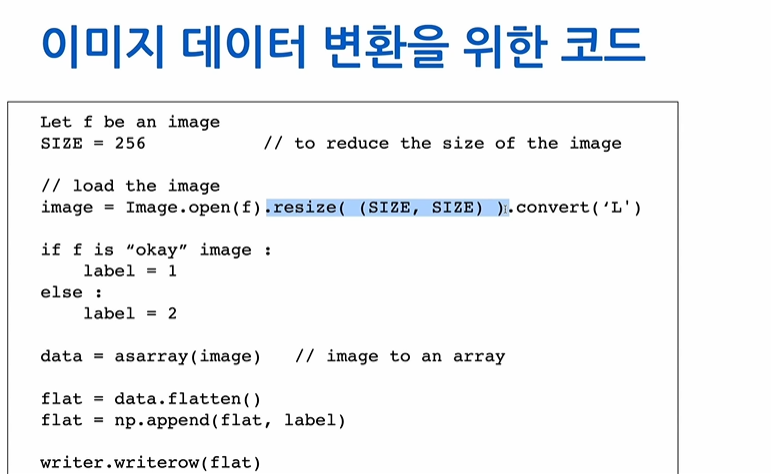 이미지 데이터 변환을 위한 코드
Let f be an image
SIZE = 256 // to reduce the size of the image
// load the image
image = Image.open(f).resize( (SIZE, SIZE) ).convert(‘L')
if f is “okay” image :
label = 1
else :
label = 2
data = asarray(image) // image to an array
flat = data.flatten()
flat = np.append(flat, label)
writer.writerow(flat)